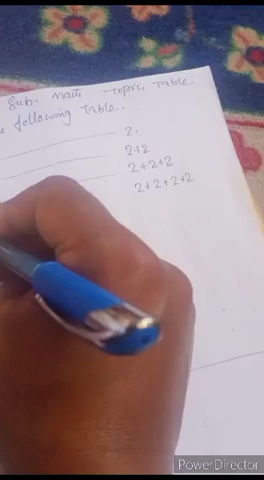 Sub. Math Topic Table.
following Table.
2.
2+2
2+2+2
2+2+2+2
PowerDirector